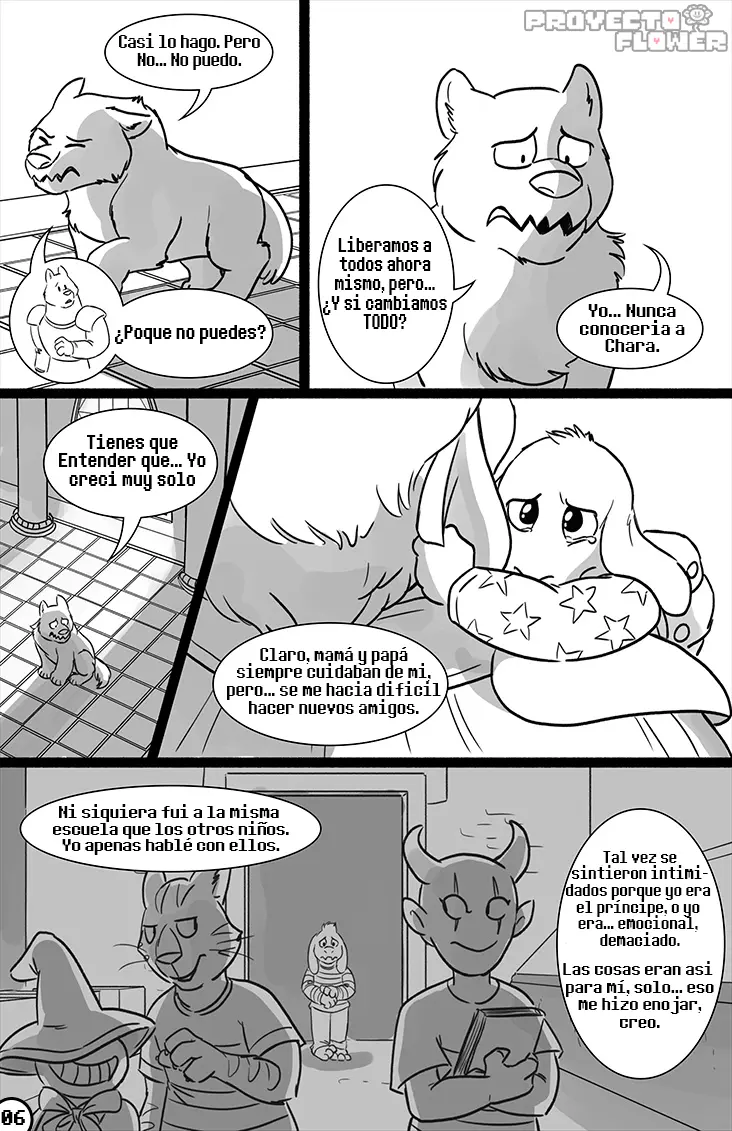 PROYECTO
FLOWER
Casi lo hago. Pero
No... No puedo.
¿Poque no puedes?
Liberamos a
todos ahora
mismo, pero...
¿Y si cambiamos
TODO?
Yo... Nunca
conoceria a
Chara.
Tienes que
Entender que... Yo
creci muy solo
Claro, mamá y papá
siempre cuidaban de mi,
pero... se me hacia dificil
hacer nuevos amigos.
Ni siquiera fui a la misma
escuela que los otros niños.
Yo apenas hablé con ellos.
Tal vez se
sintieron intimi-
dados porque yo era
el príncipe, o yo
era... emocional,
demaciado.
Las cosas eran asi
para mí, solo... eso
me hizo enojar,
creo.
06